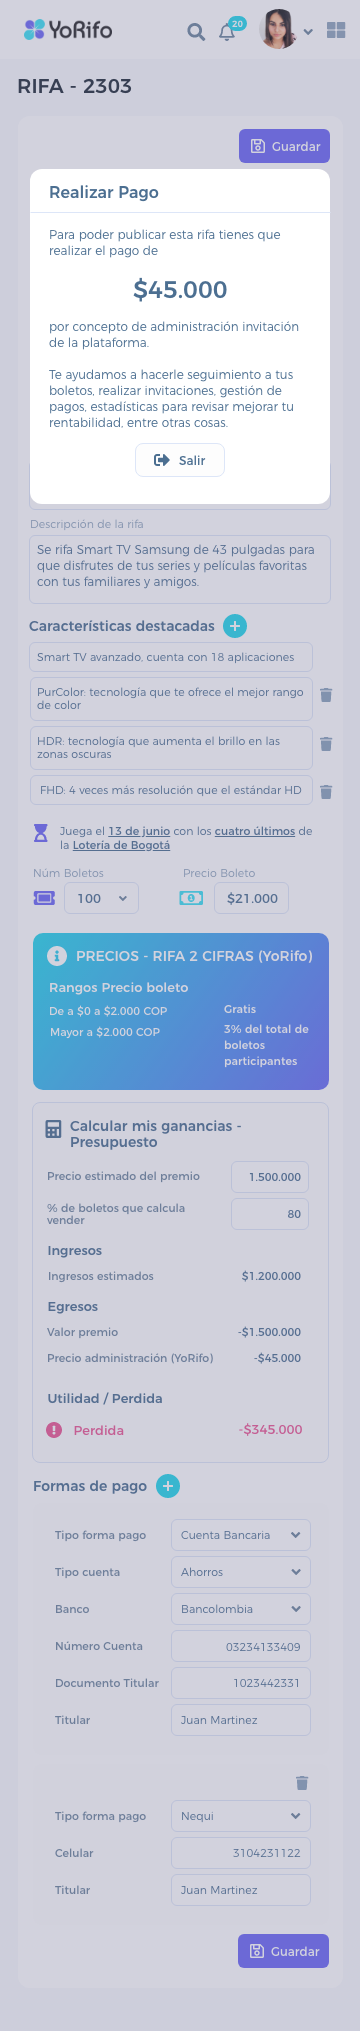 YoRifo
20
RIFA - 2303
Guardar
Realizar Pago
Para poder publicar esta rifa tienes que
realizar el pago de
$45.000
por concepto de administración invitación
de la plataforma.
Te ayudamos a hacerle seguimiento a tus
boletos, realizar invitaciones, gestión de
pagos, estadísticas para revisar mejorar tu
rentabilidad, entre otras cosas.
Salir
Descripción de la rifa
Se rifa Smart TV Samsung de 43 pulgadas para
que disfrutes de tus series y películas favoritas
con tus familiares y amigos.
Características destacadas
Smart TV avanzado, cuenta con 18 aplicaciones
PurColor: tecnología que te ofrece el mejor rango
de color
HDR: tecnología que aumenta el brillo en las
zonas oscuras
FHD: 4 veces más resolución que el estándar HD
Juega el 13 de junio con los cuatro últimos de
la Lotería de Bogotá
Núm Boletos Precio Boleto
100 $21.000
PRECIOS - RIFA 2 CIFRAS (YoRifo)
Rangos Precio boleto
De a $0 a $2.000 COP Gratis
Mayor a $2.000 COP 3% del total de
boletos
participantes
Calcular mis ganancias -
Presupuesto
Precio estimado del premio 1.500.000
% de boletos que calcula
vender 80
Ingresos
Ingresos estimados $1.200.000
Egresos
Valor premio -$1.500.000
Precio administración (YoRifo) -$45.000
Utilidad / Perdida
Perdida -$345.000
Formas de pago
Tipo forma pago Cuenta Bancaria
Tipo cuenta Ahorros
Banco Bancolombia
Número Cuenta 03234133409
Documento Titular 1023442331
Titular Juan Martinez
Tipo forma pago Nequi
Celular 3104231122
Titular Juan Martinez
Guardar